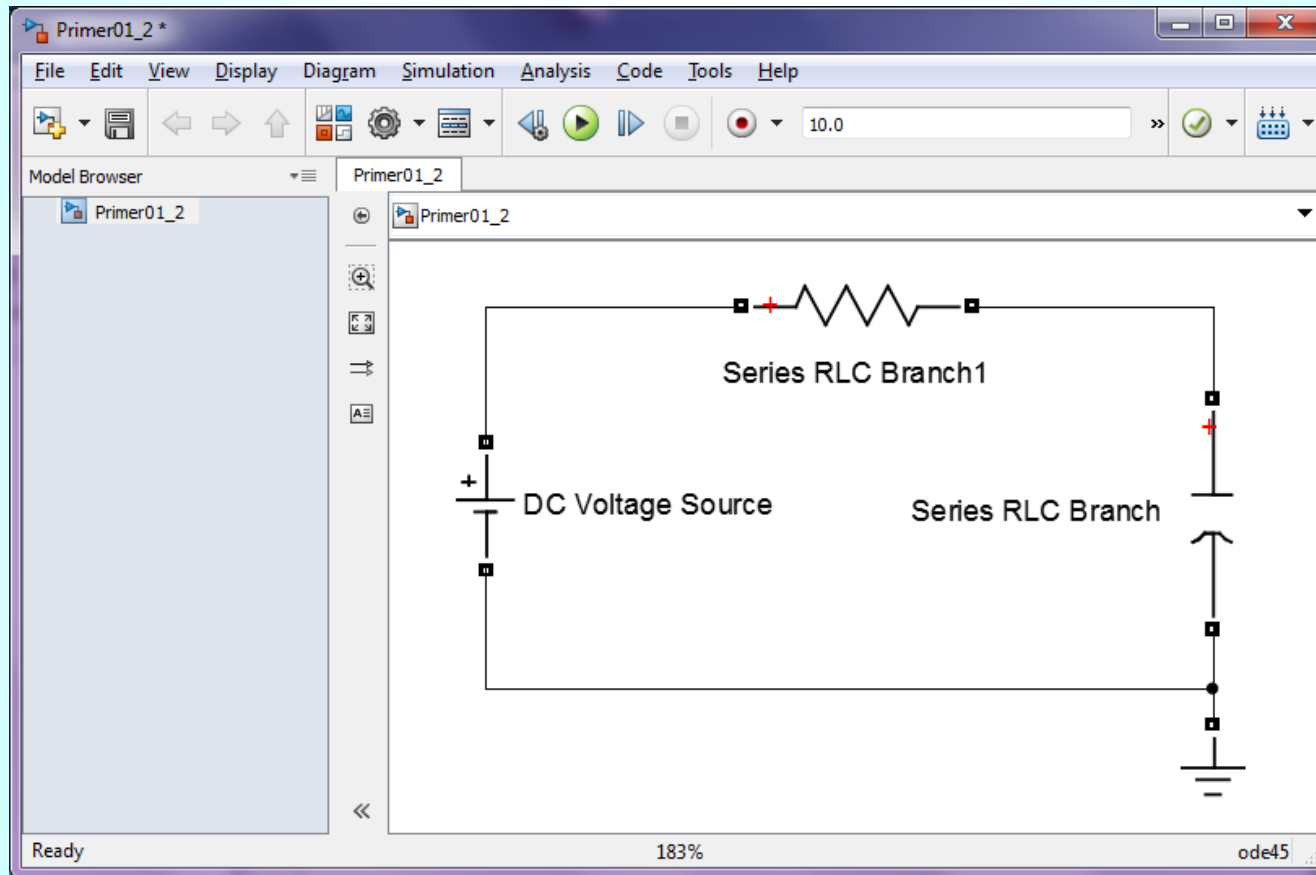 Primer01_2 *
File Edit View Display Diagram Simulation Analysis Code Tools Help
10.0 »
Model Browser
Primer01_2
Primer01_2
Primer01_2
Series RLC Branch1
+
+
+
DC Voltage Source
Series RLC Branch
Ready 183% ode45